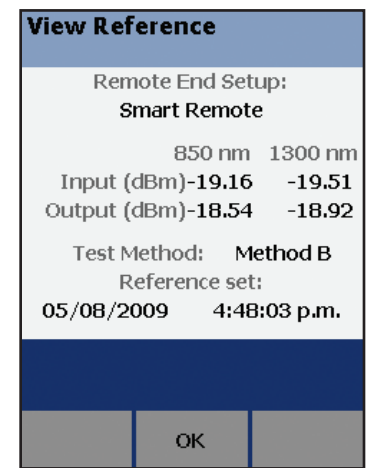 View Reference
Remote End Setup:
Smart Remote
850 nm 1300 nm
Input (dBm)-19.16 -19.51
Output (dBm)-18.54 -18.92
Test Method: Method B
Reference set:
05/08/2009 4:48:03 p.m.
OK